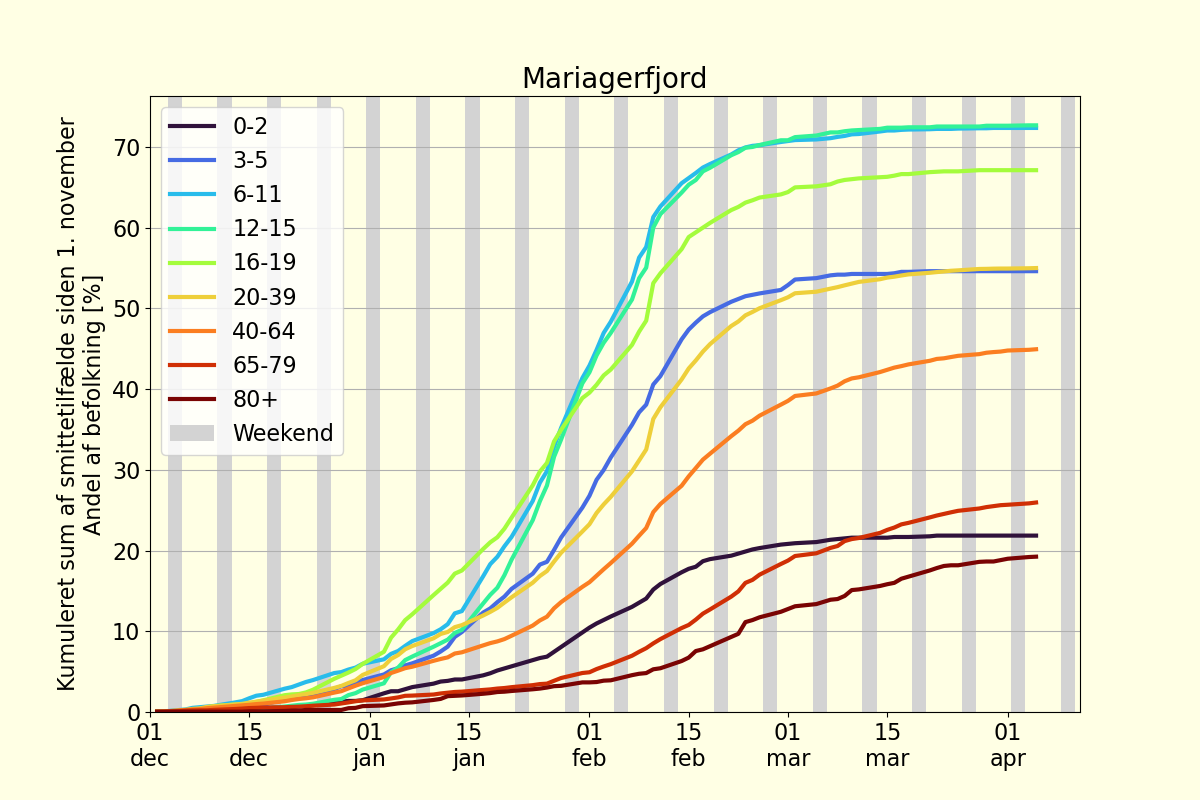 Mariagerfjord
Kumuleret sum af smittetilfælde siden 1. november
Andel af befolkning [%]
70
60
50
40
30
20
10
0
0-2
3-5
6-11
12-15
16-19
20-39
40-64
65-79
80+
Weekend
01 15 01 15 01 15 01 15 01
dec dec jan jan feb feb mar mar apr